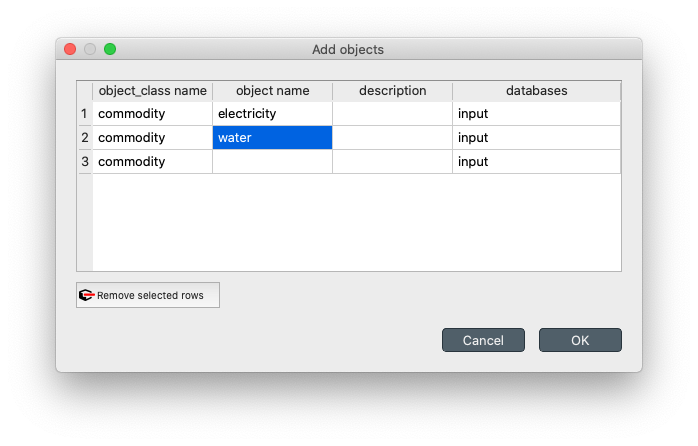 Add objects
object_class name object name description databases
1 commodity electricity input
2 commodity water input
3 commodity input
Remove selected rows
Cancel OK